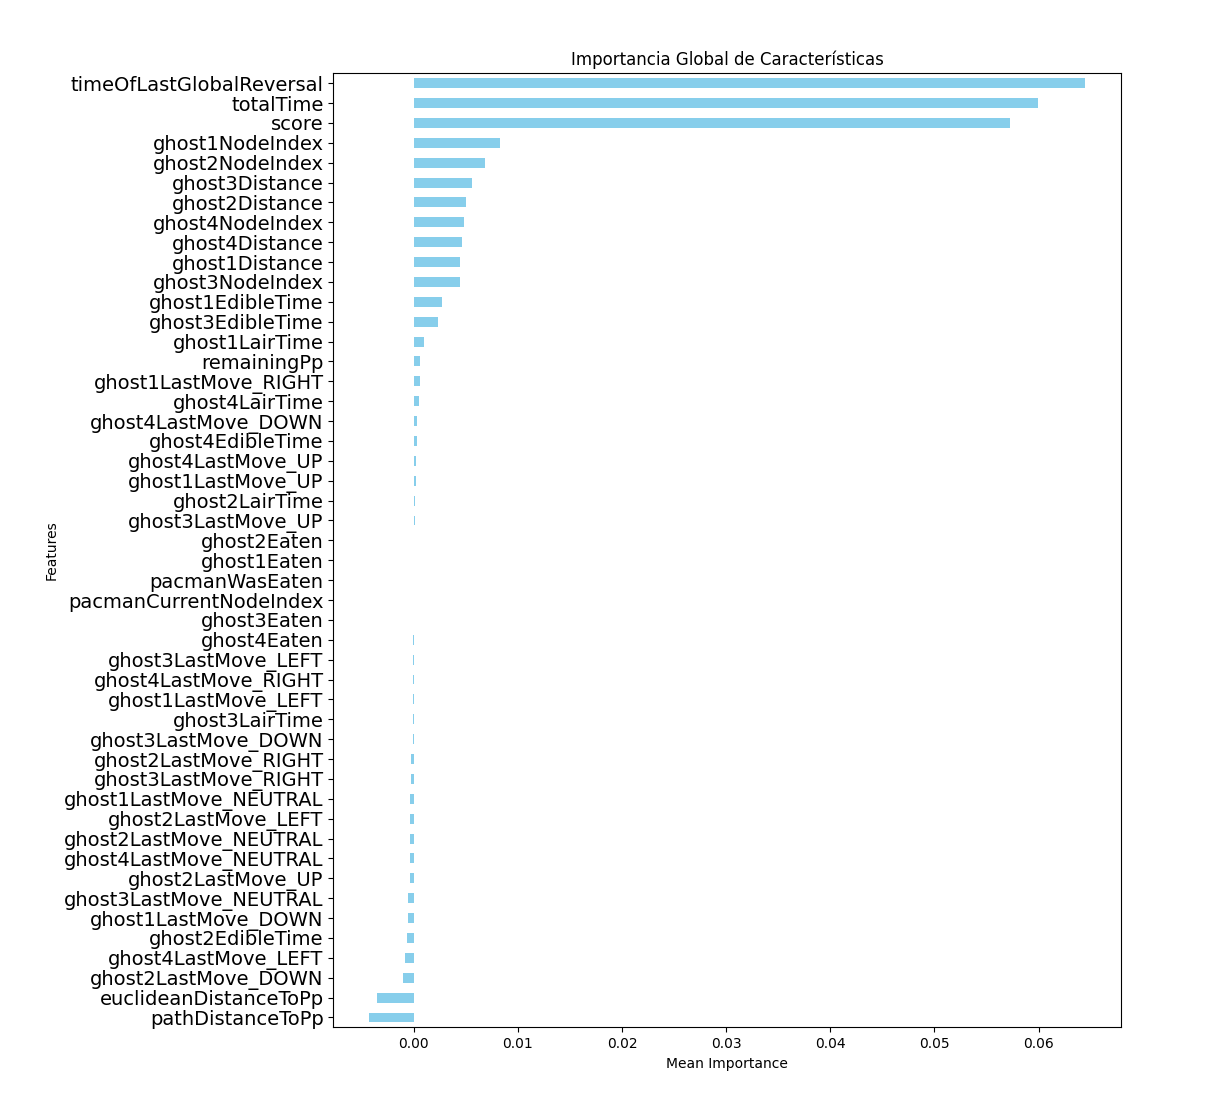 Importancia Global de Características
timeOfLastGlobalReversal
totalTime
score
ghost1NodeIndex
ghost2NodeIndex
ghost3Distance
ghost2Distance
ghost4NodeIndex
ghost4Distance
ghost1Distance
ghost3NodeIndex
ghost1EdibleTime
ghost3EdibleTime
ghost1LairTime
remainingPp
ghost1LastMove_RIGHT
ghost4LairTime
ghost4LastMove_DOWN
ghost4EdibleTime
ghost4LastMove_UP
ghost1LastMove_UP
ghost2LairTime
ghost3LastMove_UP
ghost2Eaten
ghost1Eaten
pacmanWasEaten
pacmanCurrentNodeIndex
ghost3Eaten
ghost4Eaten
ghost3LastMove_LEFT
ghost4LastMove_RIGHT
ghost1LastMove_LEFT
ghost3LairTime
ghost3LastMove_DOWN
ghost2LastMove_RIGHT
ghost3LastMove_RIGHT
ghost1LastMove_NEUTRAL
ghost2LastMove_LEFT
ghost2LastMove_NEUTRAL
ghost4LastMove_NEUTRAL
ghost2LastMove_UP
ghost3LastMove_NEUTRAL
ghost1LastMove_DOWN
ghost2EdibleTime
ghost4LastMove_LEFT
ghost2LastMove_DOWN
euclideanDistanceToPp
pathDistanceToPp
Features
0.00 0.01 0.02 0.03 0.04 0.05 0.06
Mean Importance